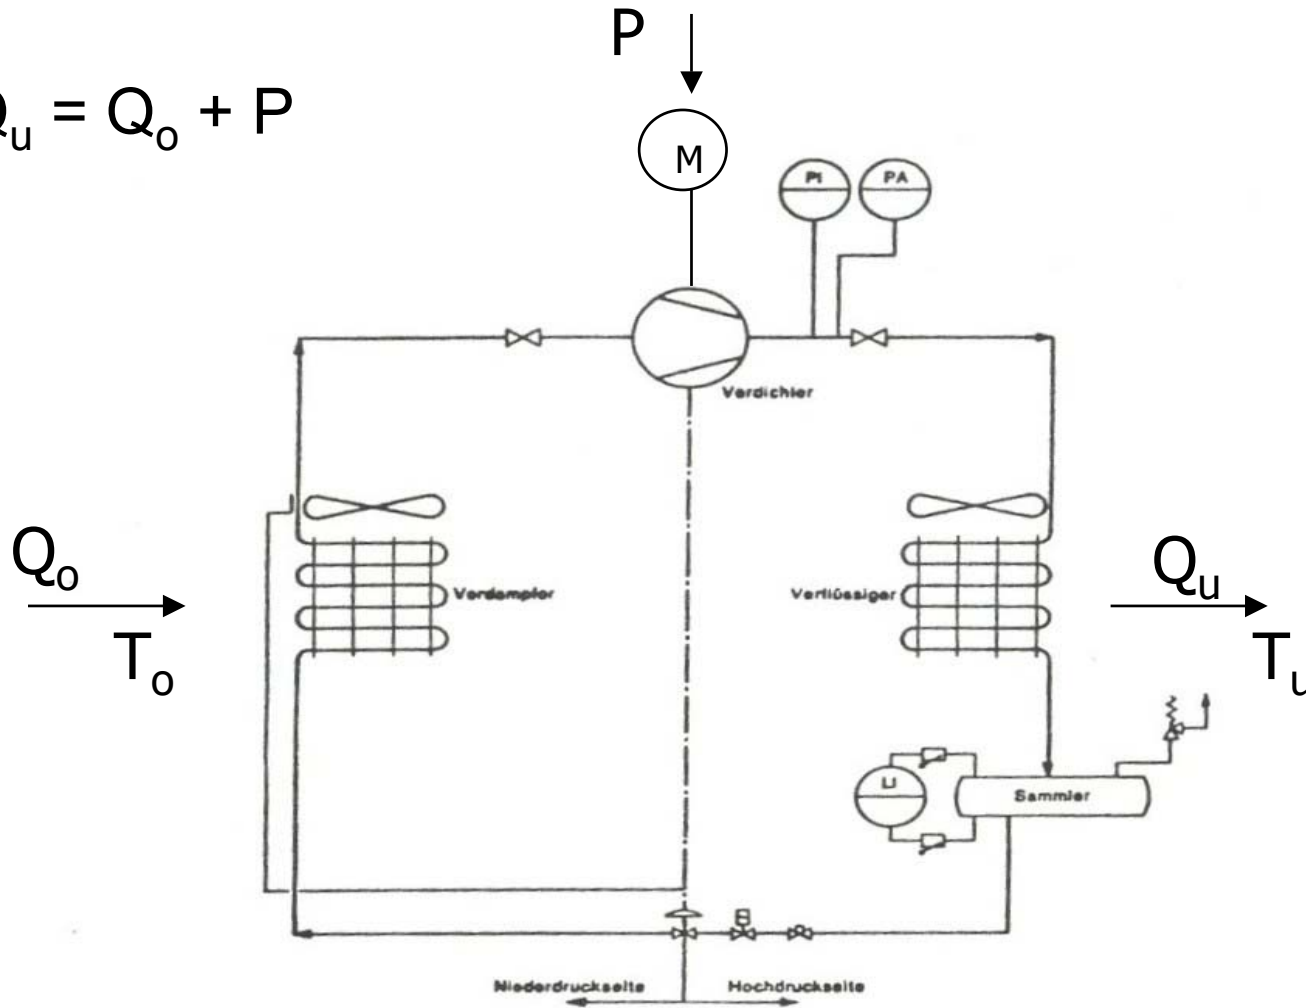 P
Qu = Qo + P
M
PI
PA
Verdichter
Qo
To
Verdampfer
Verflüssiger
Qu
Tu
LI
Sammler
Niederdruckseite
Hochdruckseite